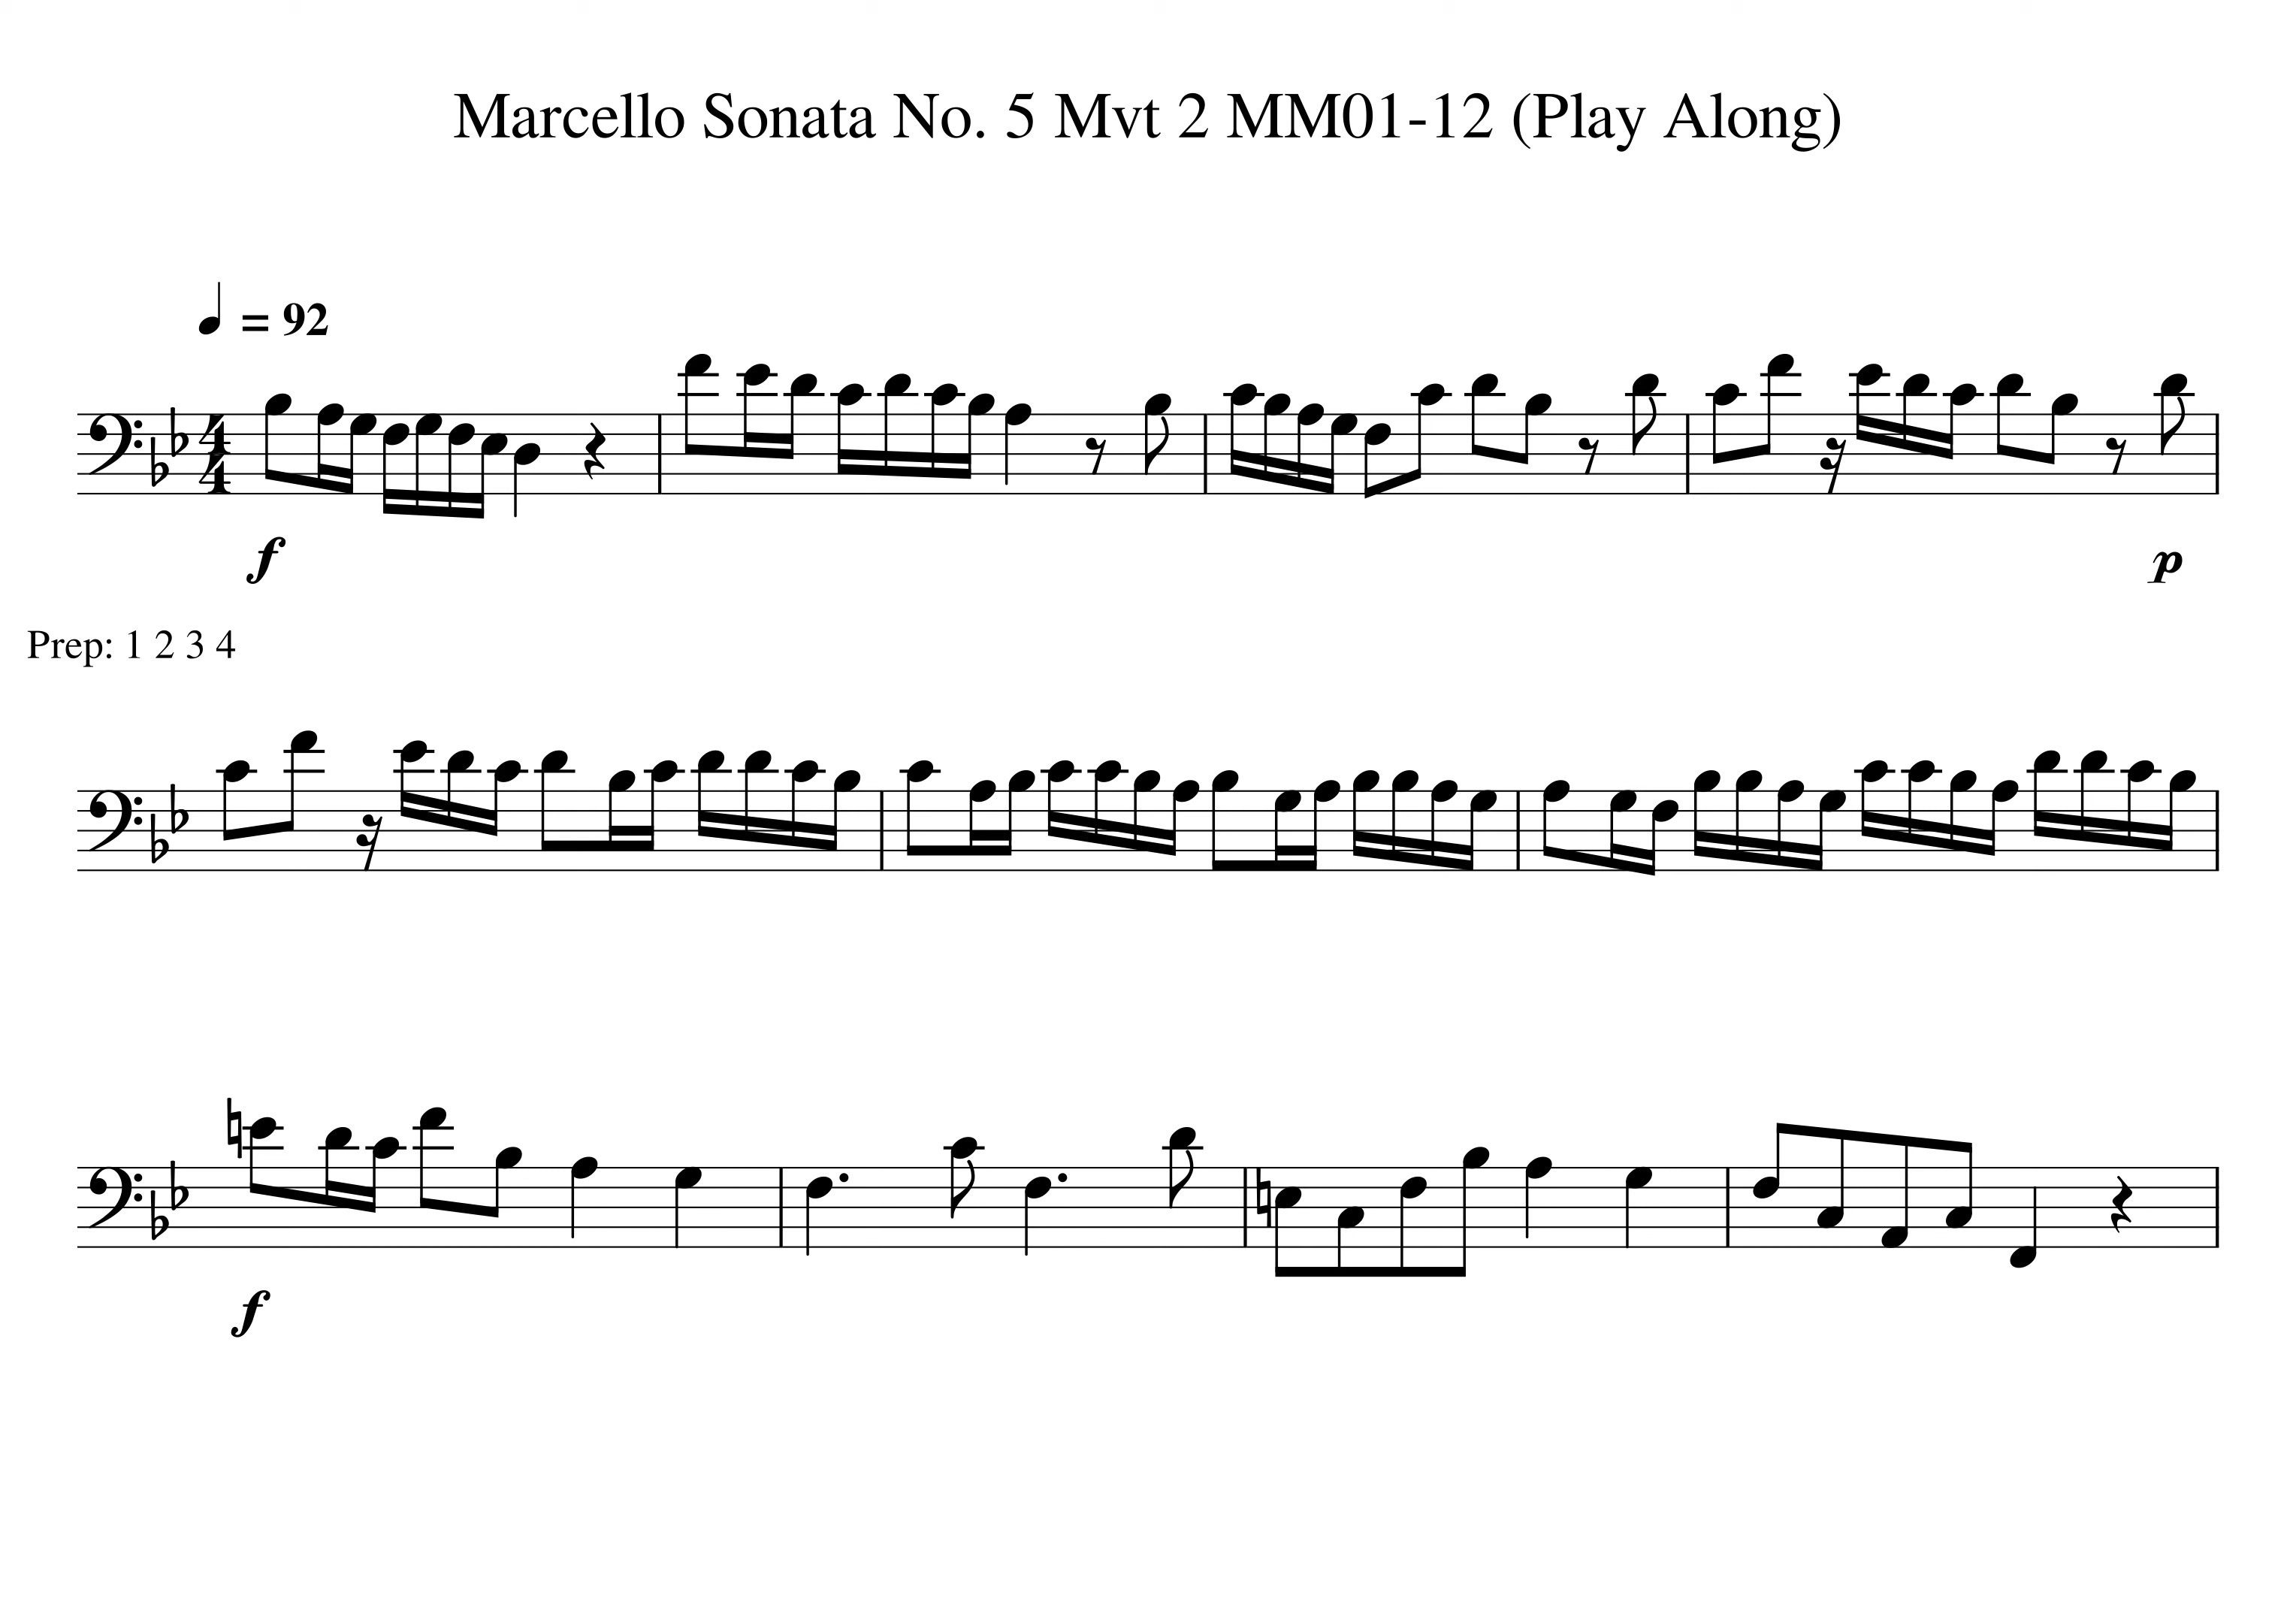 Marcello Sonata No. 5 Mvt 2 MM01-12 (Play Along)
= 92
f
p
Prep: 1 2 3 4
f